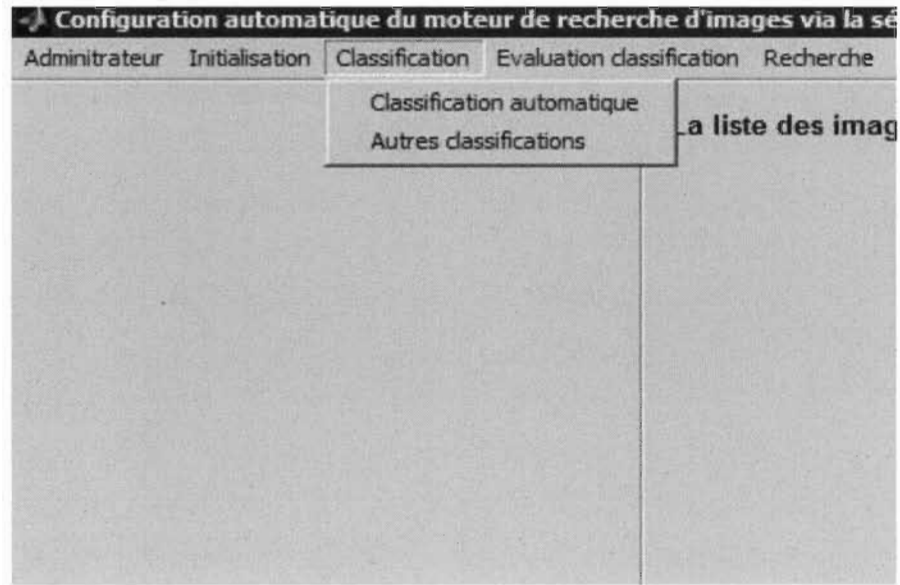 Configuration automatique du moteur de recherche d'images via la sé
Adminitrateur Initialisation Classification Evaluation classification Recherche
Classification automatique
Autres classifications
La liste des imag